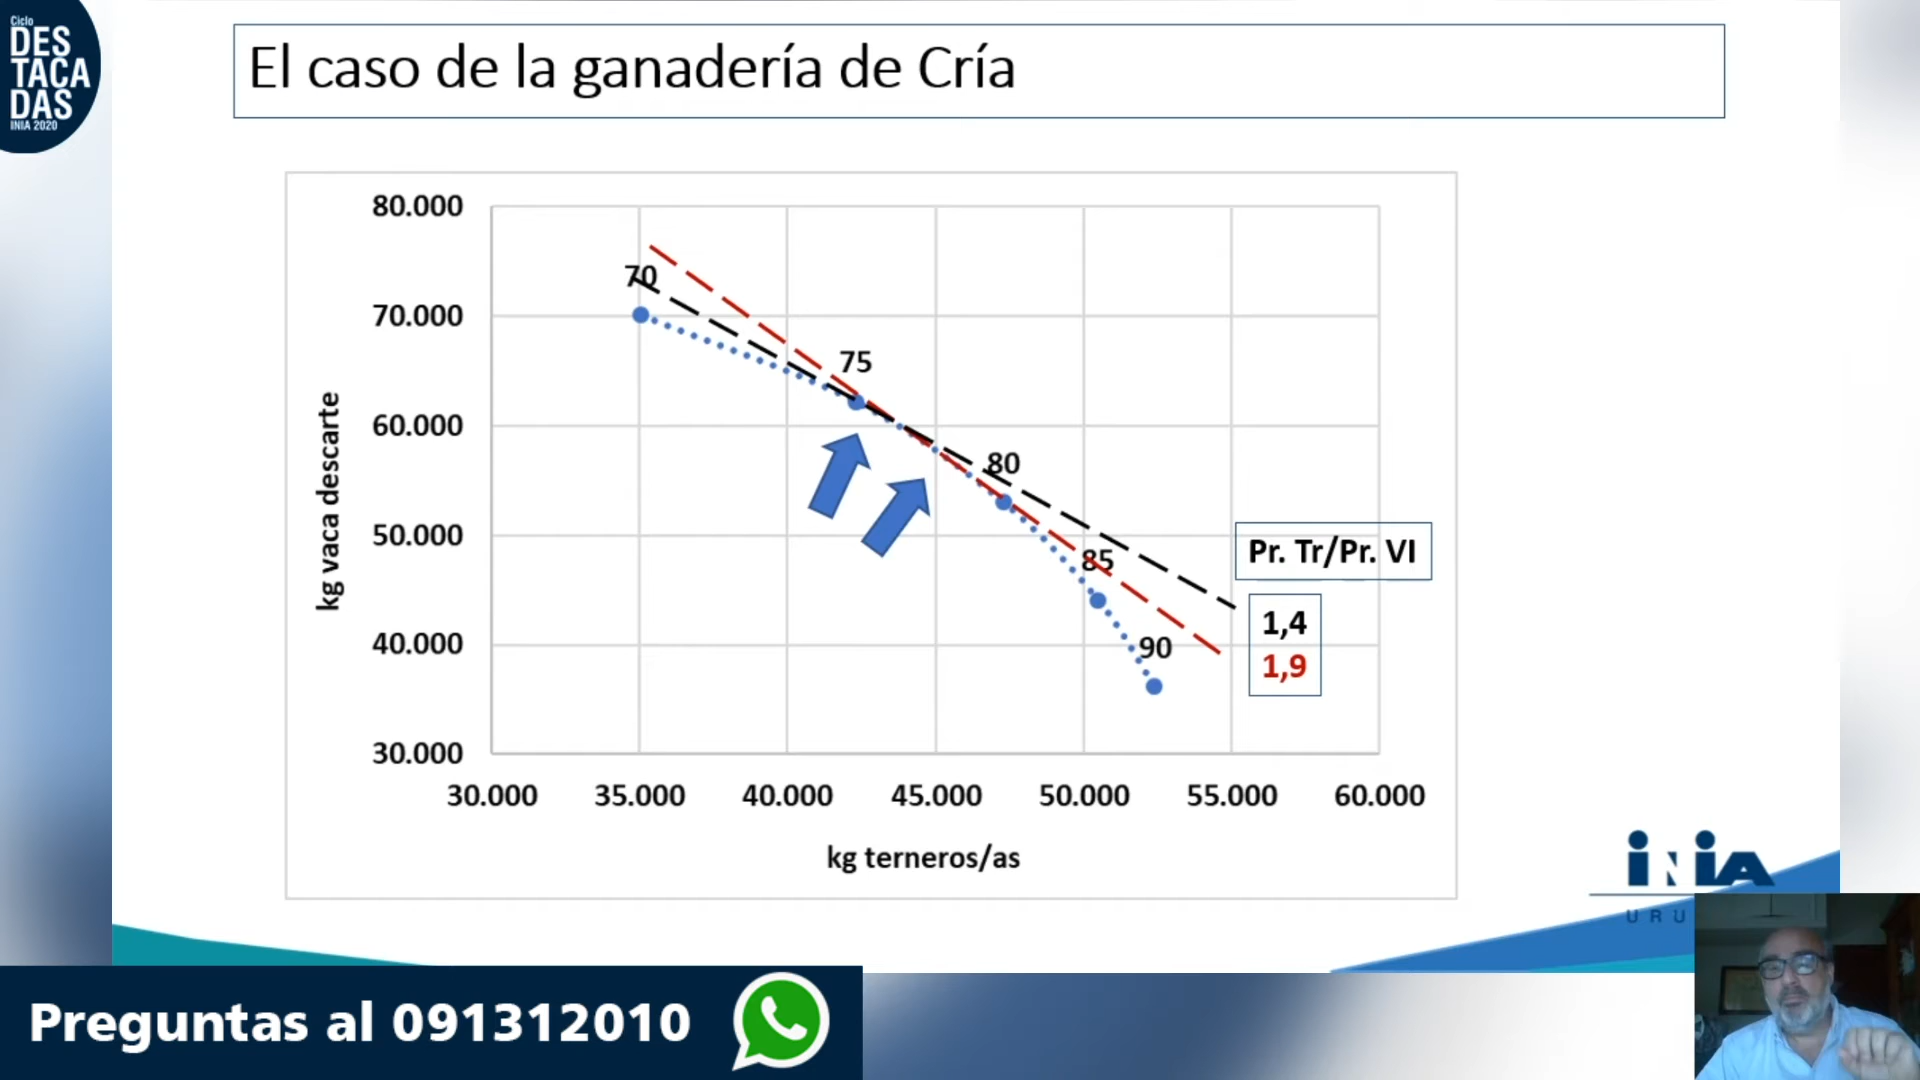 Ciclo
DES
TACA
DAS
INIA 2020
El caso de la ganadería de Cría
80.000
70.000
60.000
50.000
40.000
30.000
kg vaca descarte
70
75
80
85
90
Pr. Tr/Pr. VI
1,4
1,9
30.000 35.000 40.000 45.000 50.000 55.000 60.000
kg terneros/as
iNiA
URU
Preguntas al 091312010